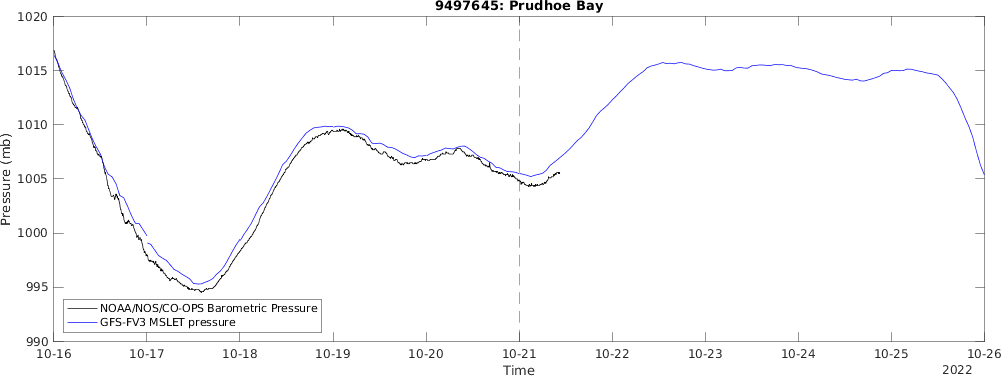 9497645: Prudhoe Bay
1020
1015
1010
1005
1000
995
990
Pressure (mb)
NOAA/NOS/CO-OPS Barometric Pressure
GFS-FV3 MSLET pressure
10-16 10-17 10-18 10-19 10-20 10-21 10-22 10-23 10-24 10-25 10-26
Time
2022